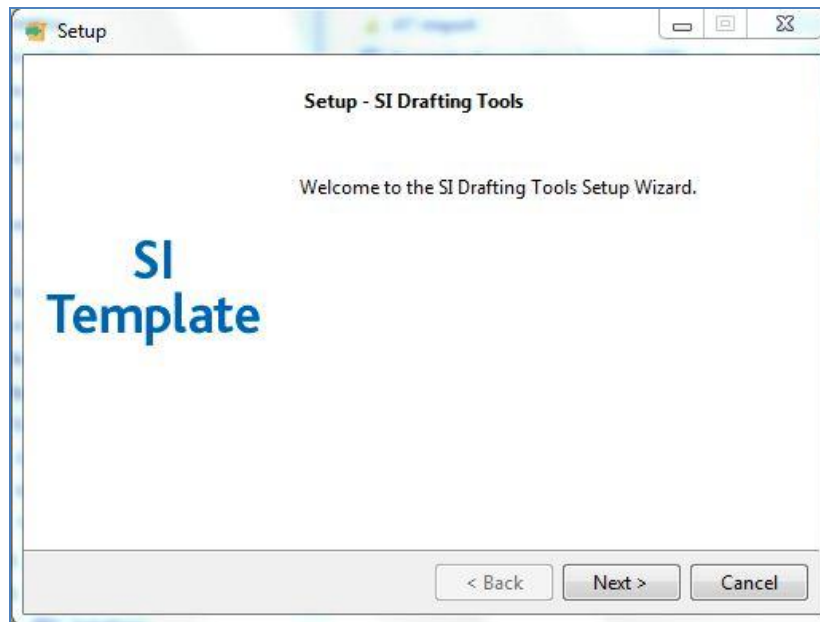 Setup
Setup - SI Drafting Tools
Welcome to the SI Drafting Tools Setup Wizard.
SI
Template
< Back
Next >
Cancel